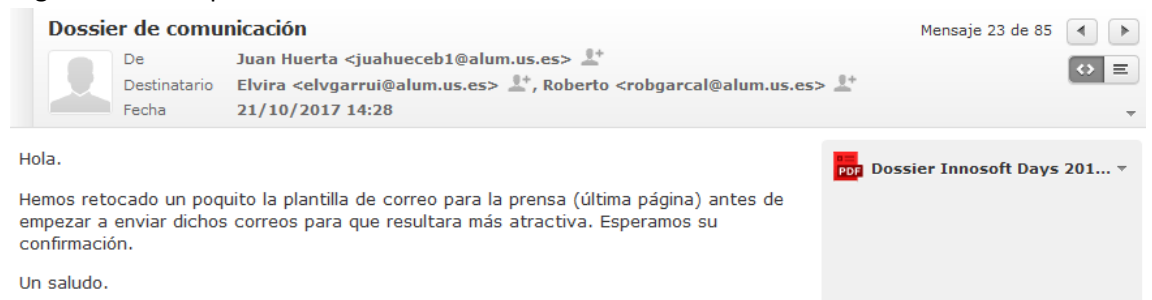 Dossier de comunicación
Mensaje 23 de 85
De Juan Huerta <juahueceb1@alum.us.es>
Destinatario Elvira <elvgarrui@alum.us.es>, Roberto <robgarcal@alum.us.es>
Fecha 21/10/2017 14:28
Hola.
Hemos retocado un poquito la plantilla de correo para la prensa (última página) antes de
empezar a enviar dichos correos para que resultara más atractiva. Esperamos su
confirmación.
Un saludo.
PDF Dossier Innosoft Days 201...